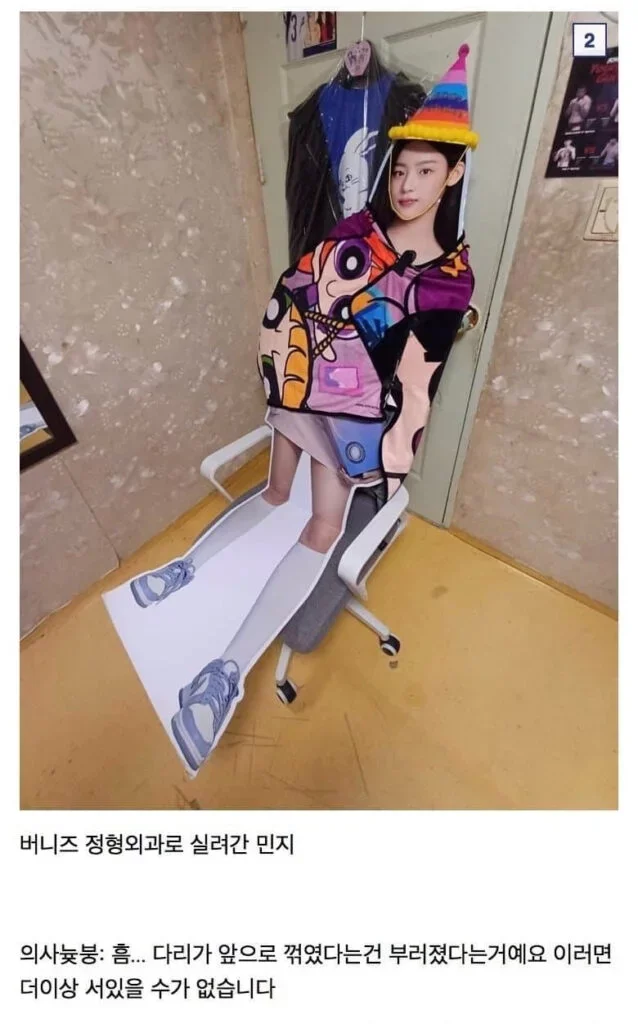 2
버니즈 정형외과로 실려간 민지
의사늊붕: 흠... 다리가 앞으로 꺾였다는건 부러졌다는거예요 이러면
더이상 서있을 수가 없습니다